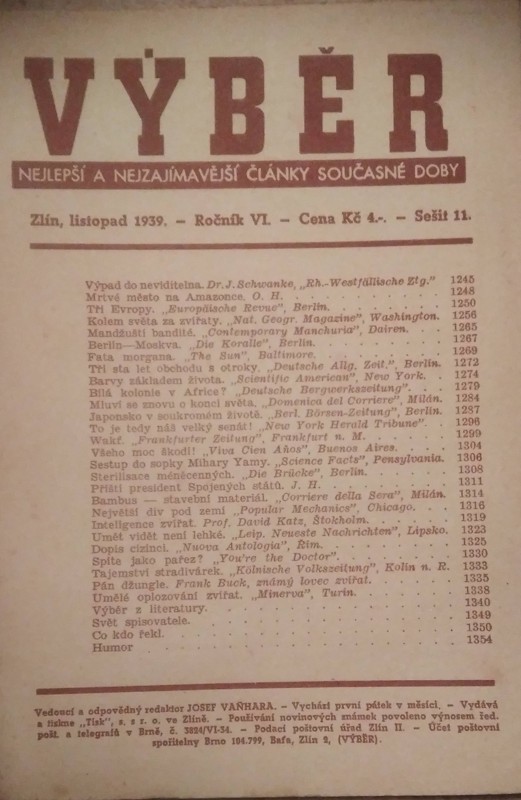 VÝBĚR
NEJLEPŠÍ A NEJZAJÍMAVĚJŠÍ ČLÁNKY SOUČASNÉ DOBY
Zlín, listopad 1939. – Ročník VI. – Cena Kč 4.-. – Sešit 11.
Výpad do neviditelna. Dr. J. Schwanke, „Rh.-Westfällische Ztg." 1245
Mrtvé město na Amazonce. O. H. . . . . . . . . . 1248
Tři Evropy. „Europäische Revue", Berlín. . . . . . . 1250
Kolem světa za zvířaty. „Nat. Geogr. Magazine", Washington. 1256
Mandžuští bandité. „Contemporary Manchuria", Dairen. . . 1265
Berlín—Moskva. „Die Koralle", Berlín. . . . . . . . 1267
Fata morgana. „The Sun", Baltimore. . . . . . . . 1269
Tři sta let obchodu s otroky. „Deutsche Allg. Zeit.", Berlín. 1272
Barvy základem života. „Scientific American", New York. . 1274
Bílá kolonie v Africe? „Deutsche Bergwerkszeitung". . . 1279
Mluví se znovu o konci světa. „Domenica del Corriere", Milán. 1284
Japonsko v soukromém životě. „Berl. Börsen-Zeitung", Berlín. 1287
To je tedy náš velký senát! „New York Herald Tribune". . 1296
Wakf. „Frankfurter Zeitung", Frankfurt n. M. . . . . . 1299
Všeho moc škodí! „Viva Cien Años", Buenos Aires. . . . 1304
Sestup do sopky Mihary Yamy. „Science Facts", Pensylvania. 1306
Sterilisace méněcenných. „Die Brücke", Berlín. . . . . 1308
Příští president Spojených států. J. H. . . . . . . . 1311
Bambus — stavební materiál. „Corriere della Sera", Milán. 1314
Největší div pod zemí „Popular Mechanics", Chicago. . . 1316
Inteligence zvířat. Prof. David Katz, Štokholm. . . . . 1319
Umět vidět není lehké. „Leip. Neueste Nachrichten", Lipsko. 1323
Dopis cizinci. „Nuova Antologia", Řím. . . . . . . 1325
Spíte jako pařez? „You're the Doctor". . . . . . . 1330
Tajemství stradivárek. „Kölnische Volkszeitung", Kolín n. R. 1333
Pán džungle. Frank Buck, známý lovec zvířat. . . . . 1335
Umělé oplozování zvířat. „Minerva", Turin. . . . . . 1338
Výběr z literatury. . . . . . . . . . . . . 1340
Svět spisovatele. . . . . . . . . . . . . 1349
Co kdo řekl. . . . . . . . . . . . . . 1350
Humor . . . . . . . . . . . . . . . 1354
Vedoucí a odpovědný redaktor JOSEF VAŇHARA. – Vychází první pátek v měsíci. – Vydává
a tiskne „Tisk", s. s r. o. ve Zlíně. – Používání novinových známek povoleno výnosem řed.
pošt a telegrafů v Brně, č. 3824/VI-34. – Podací poštovní úřad Zlín II. – Účet poštovní
spořitelny Brno 104.799, Baťa, Zlín 2, (VÝBĚR).